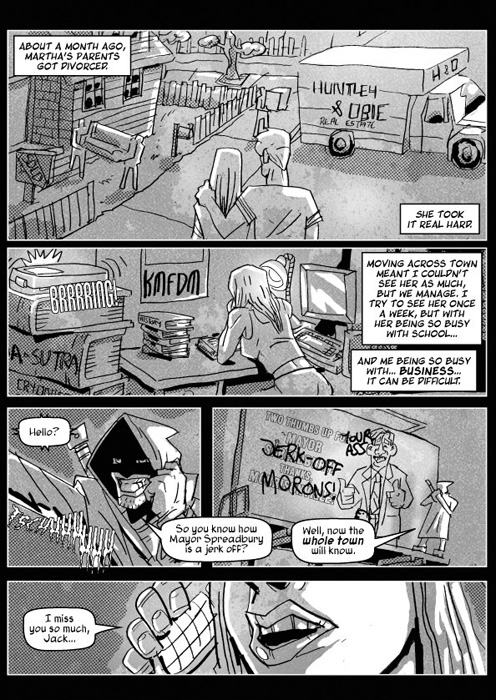 ABOUT A MONTH AGO,
MARTHA'S PARENTS
GOT DIVORCED.
HUNTLEY
& OBIE
REAL ESTATE
H&O
SHE TOOK
IT REAL HARD.
BRRRRING!
KMFDM
HISTORY
A-SUTRA
MOVING ACROSS TOWN
MEANT I COULDN'T
SEE HER AS MUCH,
BUT WE MANAGE. I
TRY TO SEE HER ONCE
A WEEK, BUT WITH
HER BEING SO BUSY
WITH SCHOOL...
AND ME BEING SO BUSY
WITH... BUSINESS...
IT CAN BE DIFFICULT.
Hello?
So you know how
Mayor Spreadbury
is a jerk off?
TWO THUMBS UP
YOUR
ASS
MAYOR
JERK-OFF
THANKS,
MORONS!
Well, now the
whole town
will know.
I miss
you so much,
Jack...